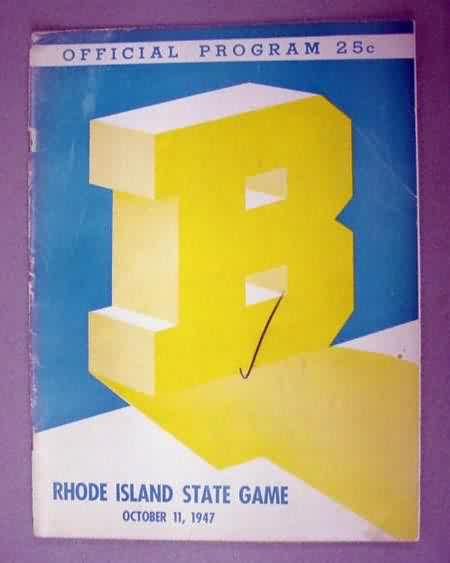 OFFICIAL PROGRAM 25c
B
RHODE ISLAND STATE GAME
OCTOBER 11, 1947